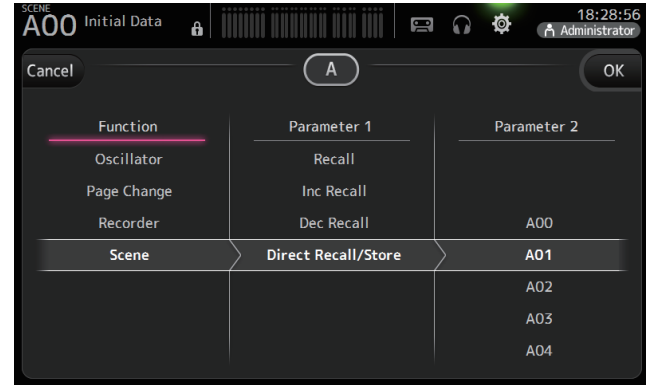 SCENE
A00 Initial Data
18:28:56
Administrator
Cancel
A
OK
Function Parameter 1 Parameter 2
Oscillator Recall
Page Change Inc Recall
Recorder Dec Recall A00
Scene Direct Recall/Store A01
A02
A03
A04